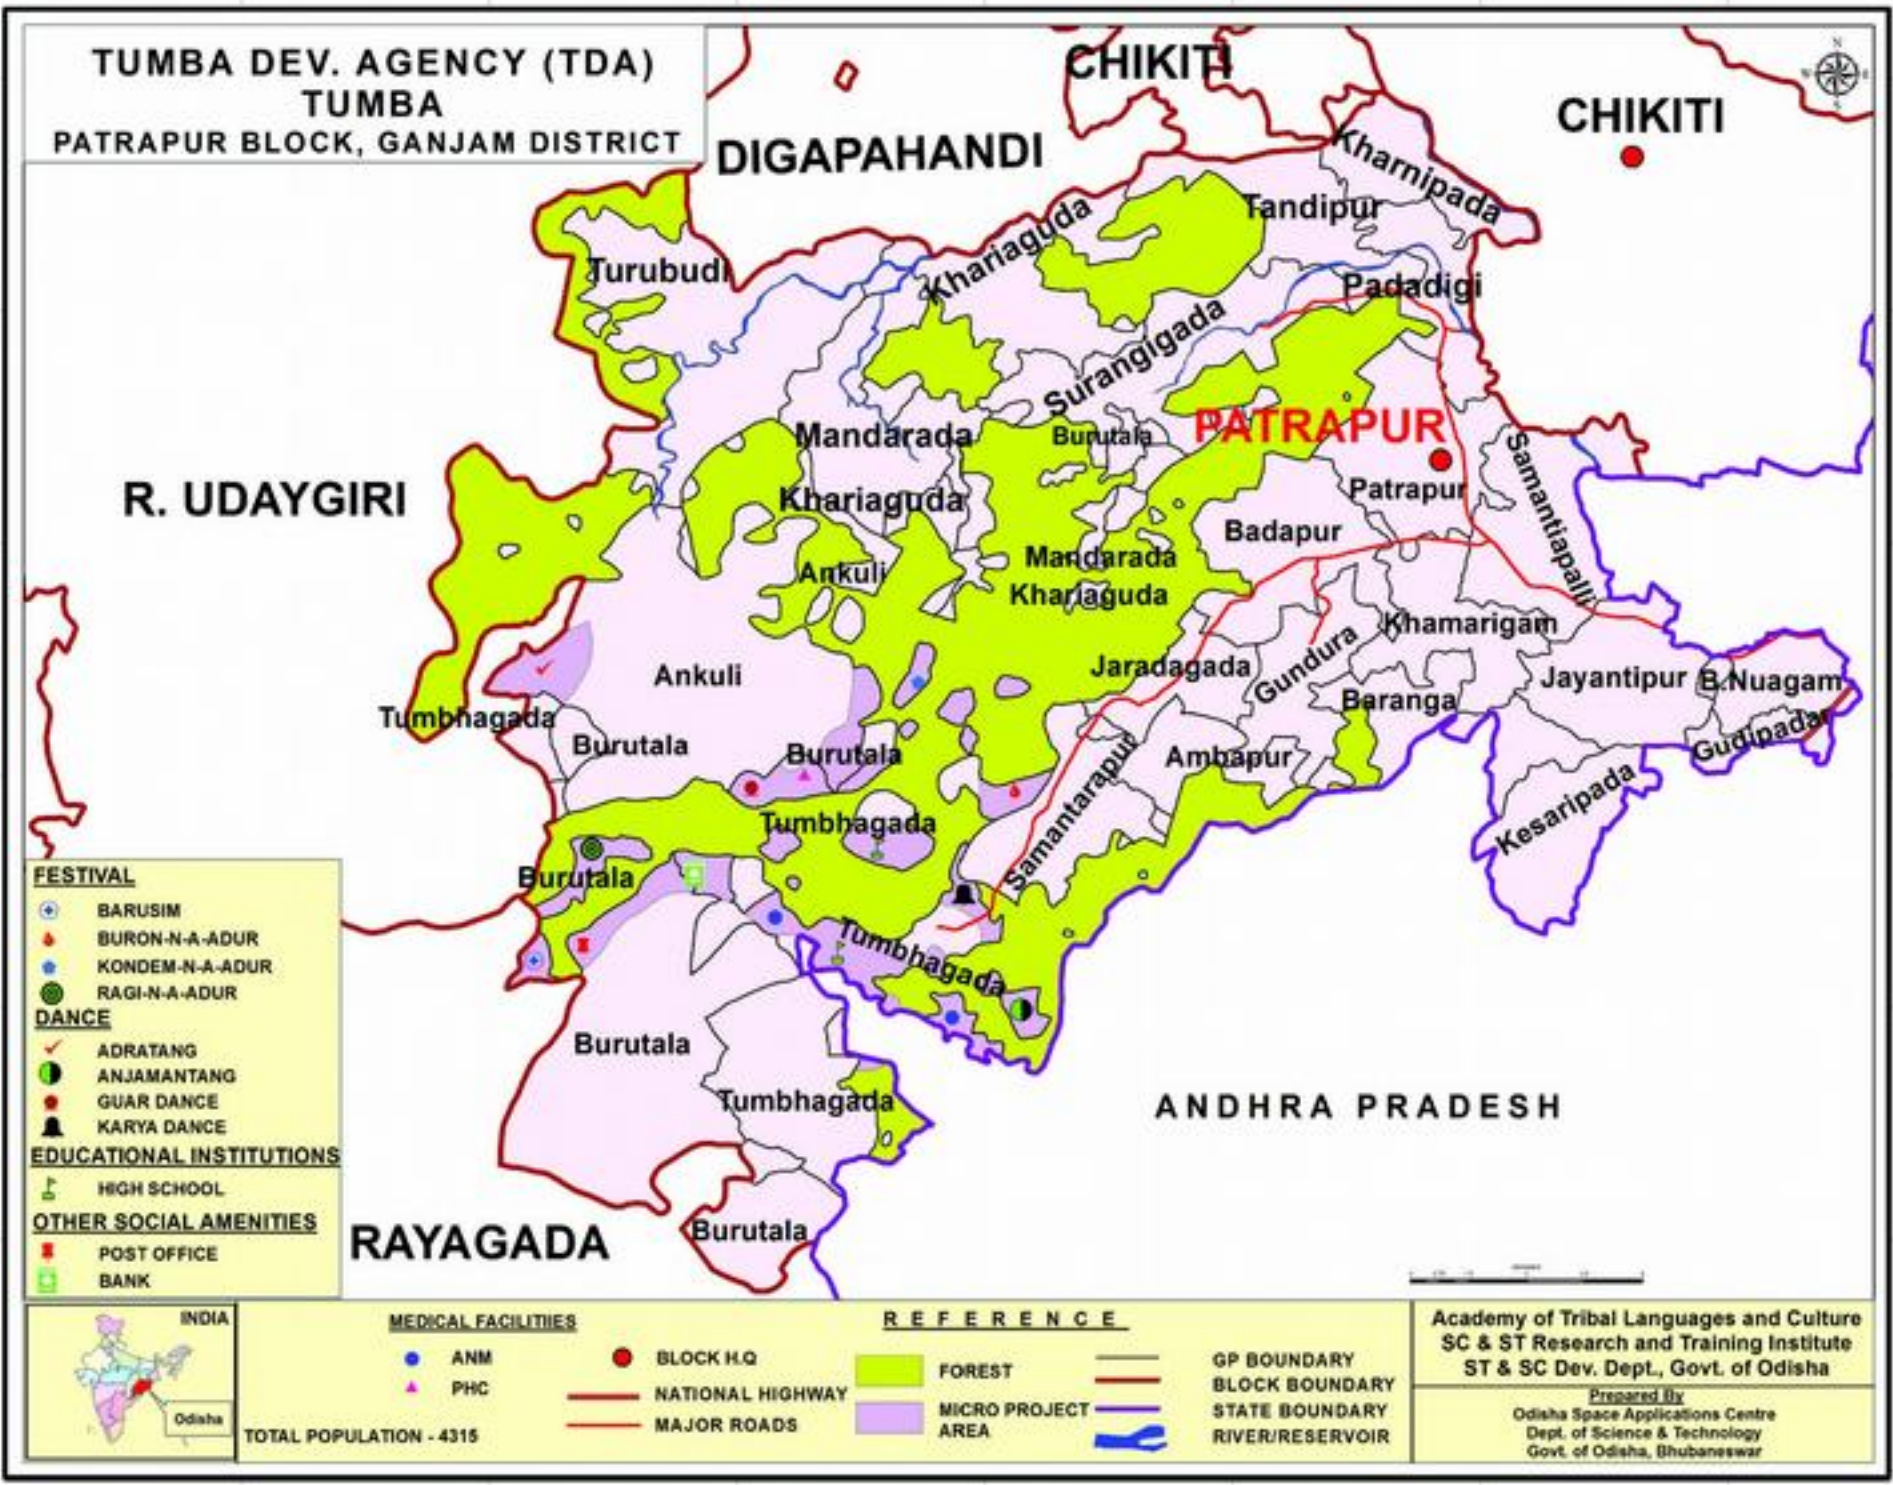 TUMBA DEV. AGENCY (TDA)
TUMBA
PATRAPUR BLOCK, GANJAM DISTRICT
CHIKITI
CHIKITI
DIGAPAHANDI
Kharnipada
Tandipur
Khariaguda
Turubudi
Padadigi
Surangigada
PATRAPUR
Mandarada
Burutala
Samantiapalli
R. UDAYGIRI
Khariaguda
Patrapur
Badapur
Mandarada
Ankuli
Khariaguda
Khamarigam
Gundura
Jaradagada
Ankuli
Jayantipur
B.Nuagam
Baranga
Tumbhagada
Gudipadar
Burutala
Burutala
Ambapur
Samantarapur
Kesaripada
Tumbhagada
Burutala
Tumbhagada
Burutala
Tumbhagada
ANDHRA PRADESH
Burutala
RAYAGADA
FESTIVAL
BARUSIM
BURON-N-A-ADUR
KONDEM-N-A-ADUR
RAGI-N-A-ADUR
DANCE
ADRATANG
ANJAMANTANG
GUAR DANCE
KARYA DANCE
EDUCATIONAL INSTITUTIONS
HIGH SCHOOL
OTHER SOCIAL AMENITIES
POST OFFICE
BANK
INDIA
Odisha
MEDICAL FACILITIIES
ANM
PHC
TOTAL POPULATION - 4315
REFERENCE
BLOCK H.Q
NATIONAL HIGHWAY
MAJOR ROADS
FOREST
MICRO PROJECT
AREA
GP BOUNDARY
BLOCK BOUNDARY
STATE BOUNDARY
RIVER/RESERVOIR
Academy of Tribal Languages and Culture
SC & ST Research and Training Institute
ST & SC Dev. Dept., Govt. of Odisha
Prepared By
Odisha Space Applications Centre
Dept. of Science & Technology
Govt. of Odisha, Bhubaneswar